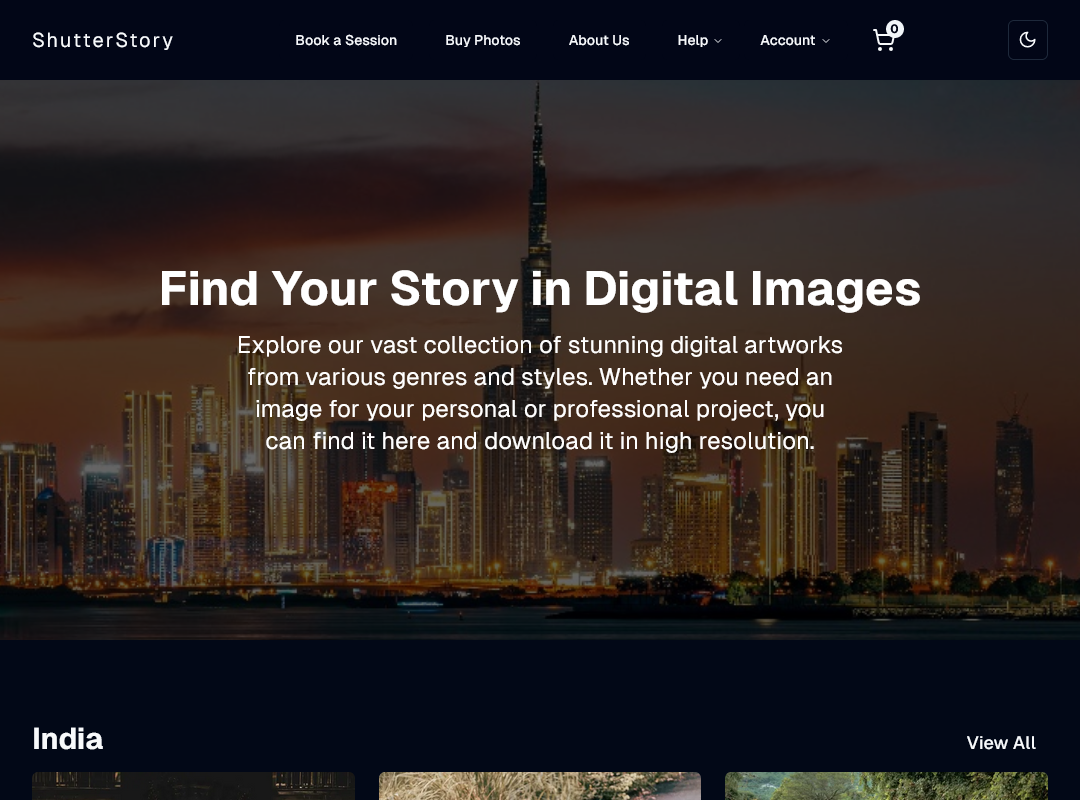 ShutterStory
Book a Session
Buy Photos
About Us
Help
Account
0
Find Your Story in Digital Images
Explore our vast collection of stunning digital artworks
from various genres and styles. Whether you need an
image for your personal or professional project, you
can find it here and download it in high resolution.
India
View All